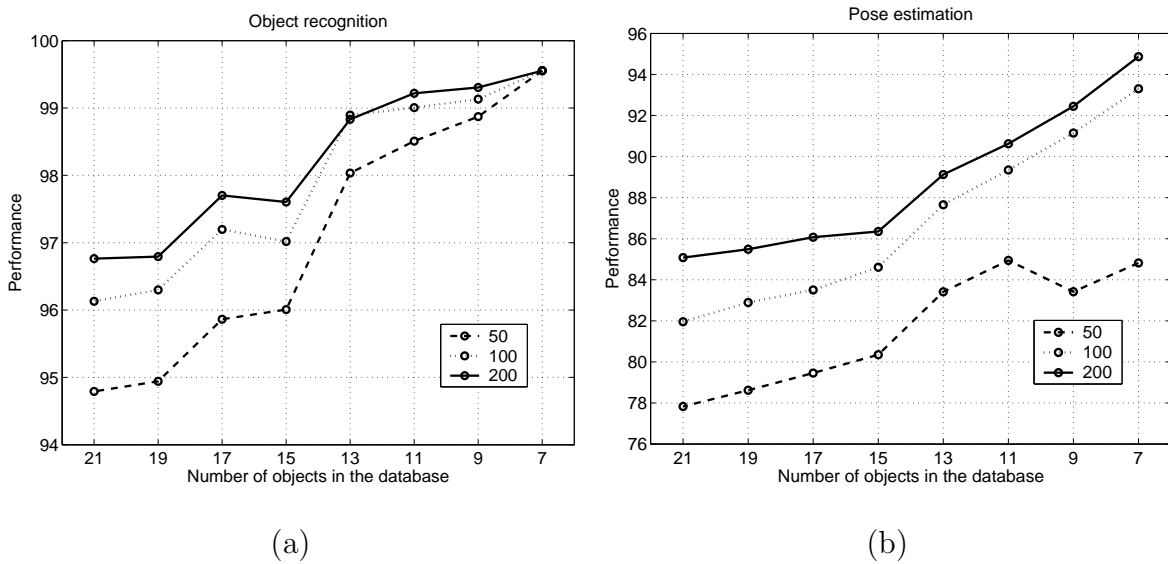 Object recognition
100
99
98
97
96
95
94
Performance
50
100
200
21 19 17 15 13 11 9 7
Number of objects in the database
(a)
Pose estimation
96
94
92
90
88
86
84
82
80
78
76
Performance
50
100
200
21 19 17 15 13 11 9 7
Number of objects in the database
(b)